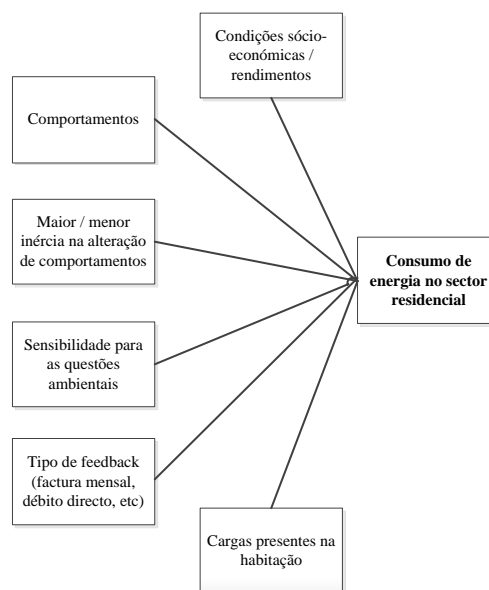 Condições sócio-
económicas /
rendimentos
Comportamentos
Maior / menor
inércia na alteração
de comportamentos
Consumo de
energia no sector
residencial
Sensibilidade para
as questões
ambientais
Tipo de feedback
(factura mensal,
débito directo, etc)
Cargas presentes na
habitação